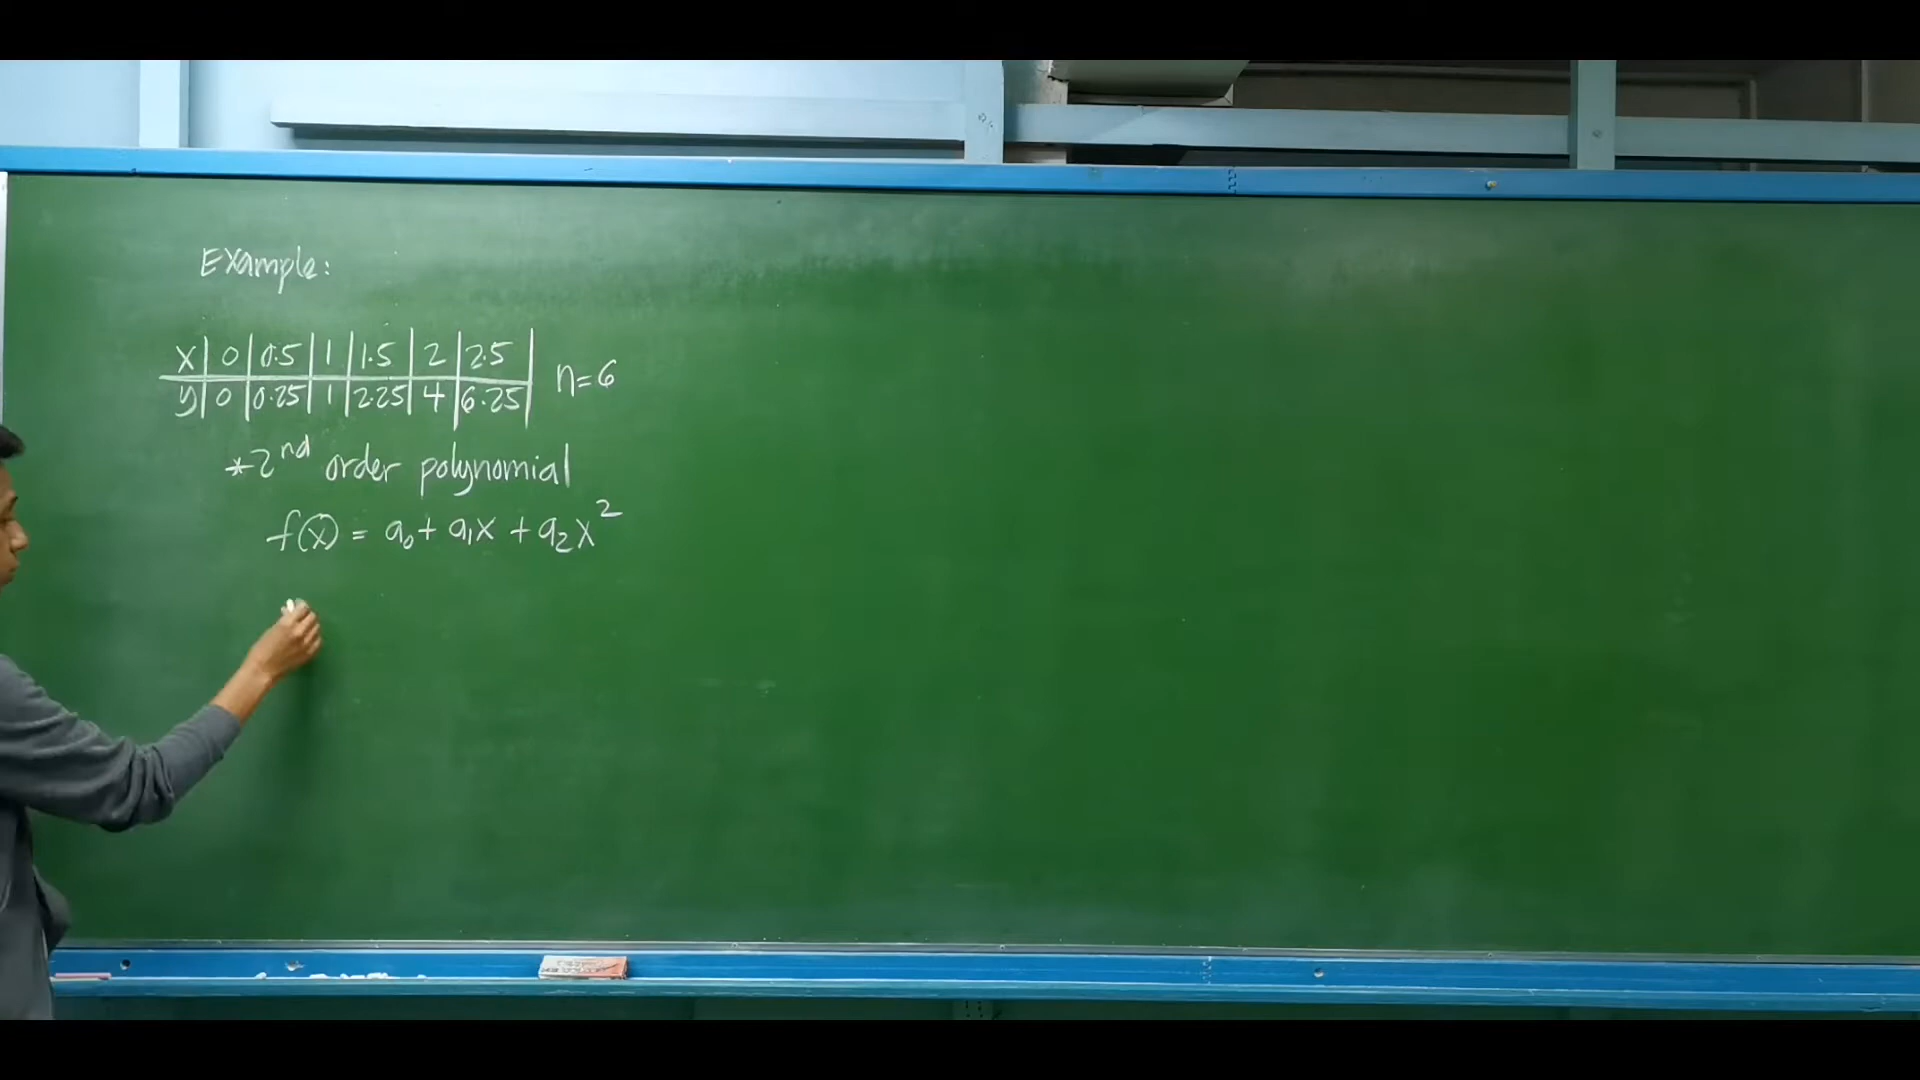 Example:
x | 0 | 0.5 | 1 | 1.5 | 2 | 2.5 |
y | 0 | 0.25 | 1 | 2.25 | 4 | 6.25 |
n=6
*2nd order polynomial
f(x) = a₀ + a₁x + a₂x²